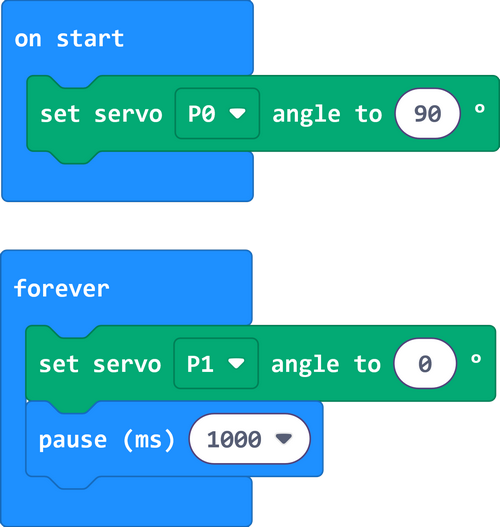 on start
set servo P0 angle to 90 °
forever
set servo P1 angle to 0 °
pause (ms) 1000